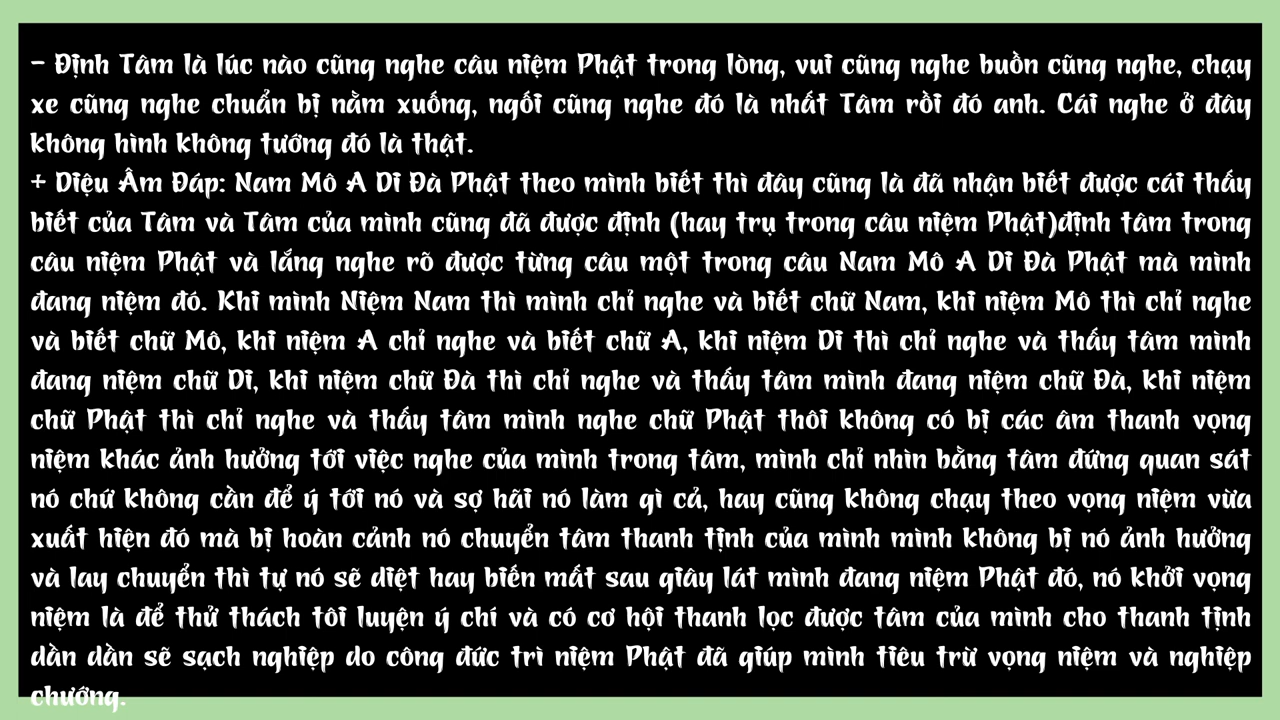 – Định Tâm là lúc nào cũng nghe câu niệm Phật trong lòng, vui cũng nghe buồn cũng nghe, chạy
xe cũng nghe chuẩn bị nằm xuống, ngối cũng nghe đó là nhất Tâm rồi đó anh. Cái nghe ở đây
không hình không tướng đó là thật.
+ Diệu Âm Đáp: Nam Mô A Di Đà Phật theo mình biết thì đây cũng là đã nhận biết được cái thấy
biết của Tâm và Tâm của mình cũng đã được định (hay trụ trong câu niệm Phật)định tâm trong
câu niệm Phật và lắng nghe rõ được từng câu một trong câu Nam Mô A Di Đà Phật mà mình
đang niệm đó. Khi mình Niệm Nam thì mình chỉ nghe và biết chữ Nam, khi niệm Mô thì chỉ nghe
và biết chữ Mô, khi niệm A chỉ nghe và biết chữ A, khi niệm Di thì chỉ nghe và thấy tâm mình
đang niệm chữ Di, khi niệm chữ Đà thì chỉ nghe và thấy tâm mình đang niệm chữ Đà, khi niệm
chữ Phật thì chỉ nghe và thấy tâm mình nghe chữ Phật thôi không có bị các âm thanh vọng
niệm khác ảnh hưởng tới việc nghe của mình trong tâm, mình chỉ nhìn bằng tâm đứng quan sát
nó chứ không cần để ý tới nó và sợ hãi nó làm gì cả, hay cũng không chạy theo vọng niệm vừa
xuất hiện đó mà bị hoàn cảnh nó chuyển tâm thanh tịnh của mình mình không bị nó ảnh hưởng
và lay chuyển thì tự nó sẽ diệt hay biến mất sau giây lát mình đang niệm Phật đó, nó khởi vọng
niệm là để thử thách tôi luyện ý chí và có cơ hội thanh lọc được tâm của mình cho thanh tịnh
dần dần sẽ sạch nghiệp do công đức trì niệm Phật đã giúp mình tiêu trừ vọng niệm và nghiệp
chướng.